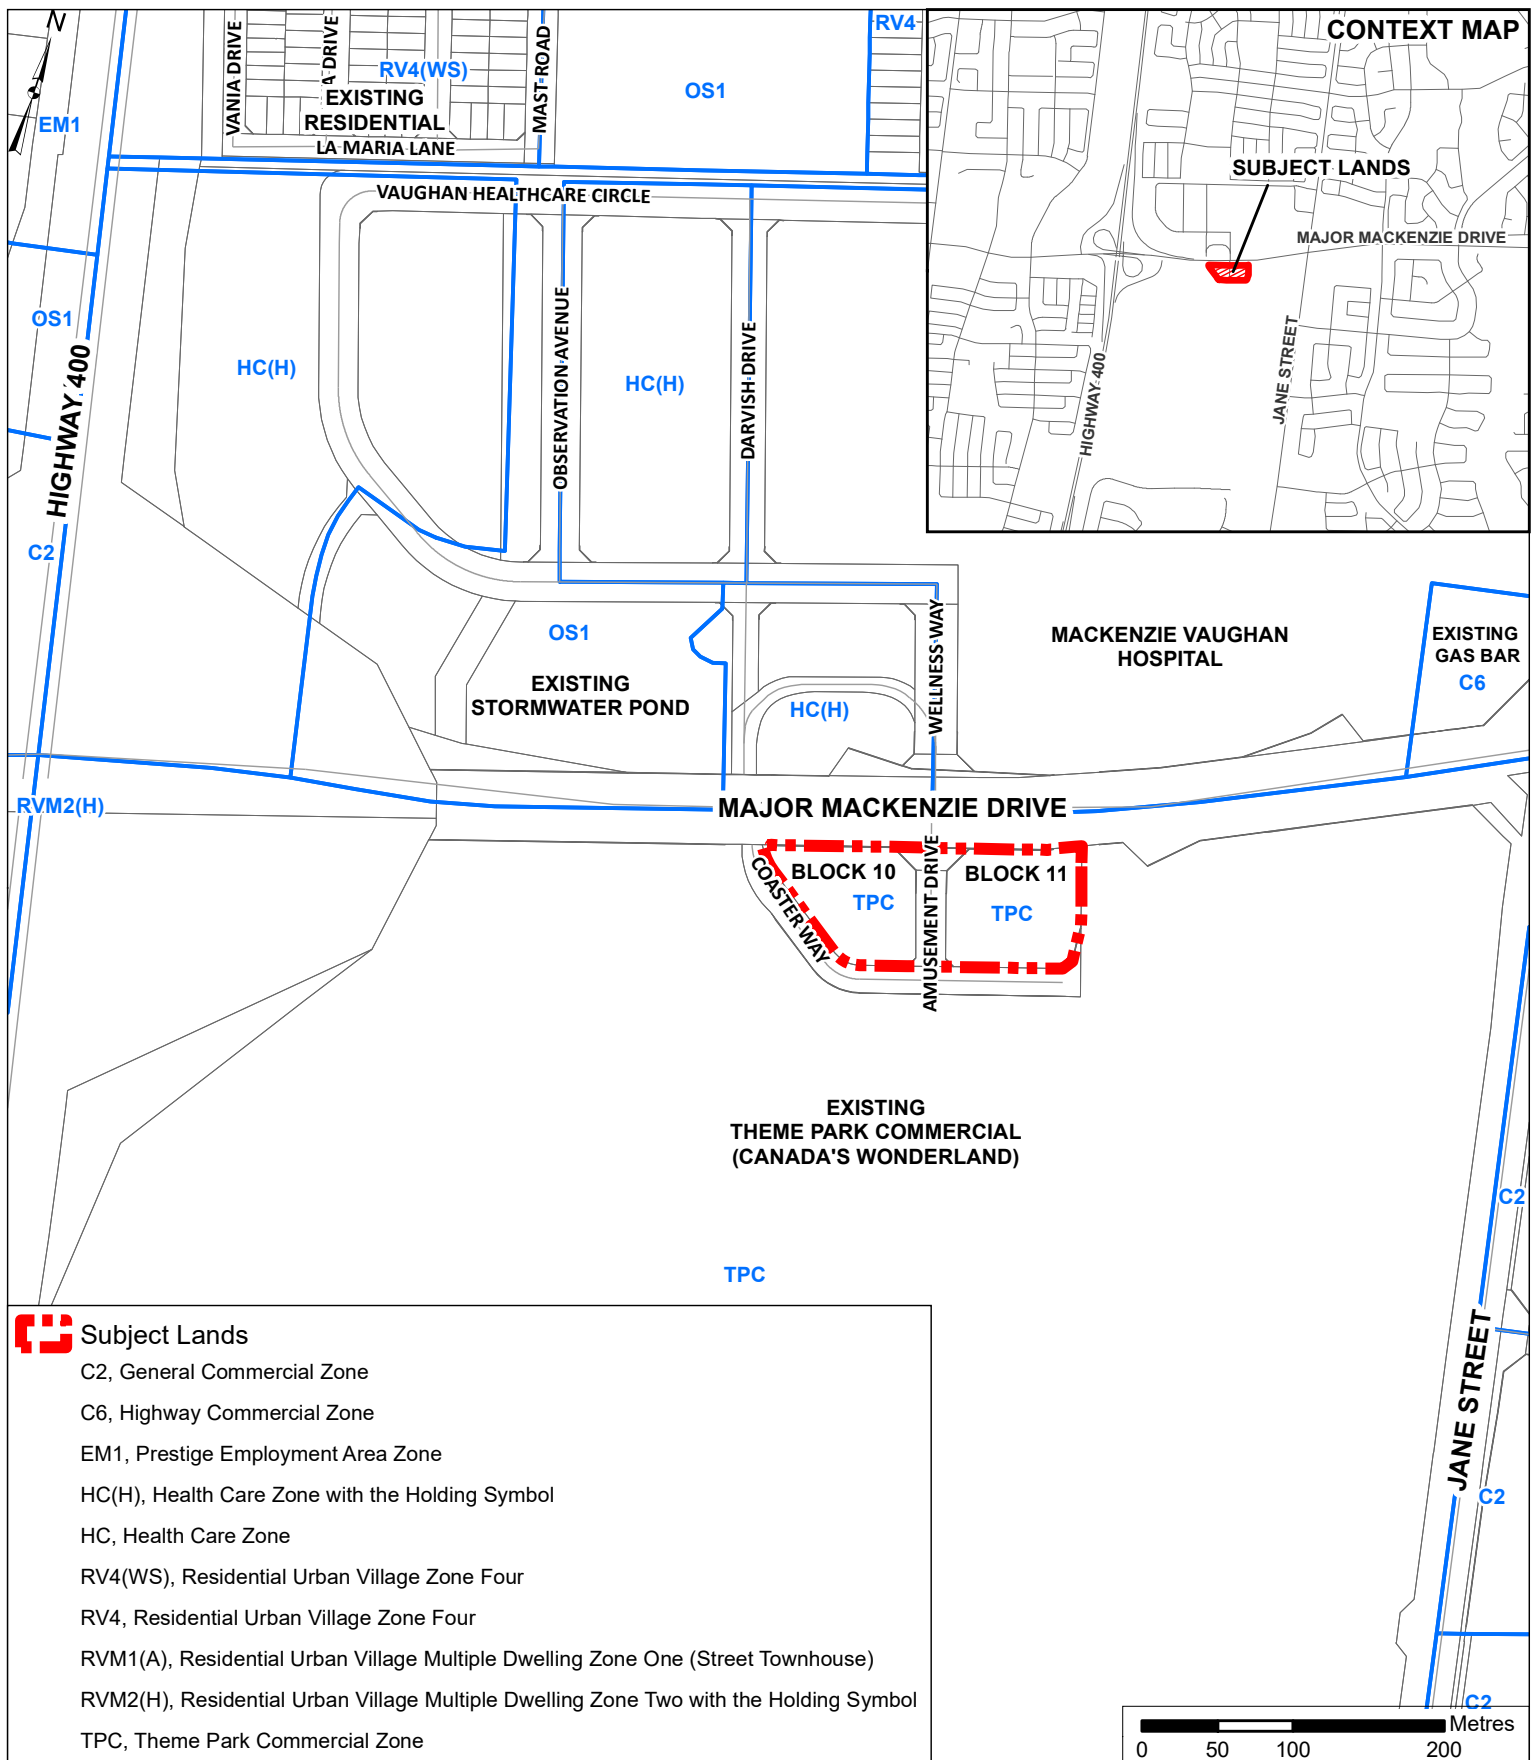 N
VANIA DRIVE
A DRIVE
RV4(WS)
EXISTING
RESIDENTIAL
LA MARIA LANE
MAST ROAD
OS1
RV4
CONTEXT MAP
SUBJECT LANDS
MAJOR MACKENZIE DRIVE
JANE STREET
HIGHWAY 400
EM1
VAUGHAN HEALTHCARE CIRCLE
OS1
HIGHWAY 400
HC(H)
OBSERVATION AVENUE
HC(H)
DARVISH DRIVE
C2
OS1
EXISTING
STORMWATER POND
HC(H)
WELLNESS WAY
MACKENZIE VAUGHAN
HOSPITAL
EXISTING
GAS BAR
C6
RVM2(H)
MAJOR MACKENZIE DRIVE
BLOCK 10
TPC
COASTER WAY
AMUSEMENT DRIVE
BLOCK 11
TPC
EXISTING
THEME PARK COMMERCIAL
(CANADA'S WONDERLAND)
TPC
C2
JANE STREET
C2
C2
Subject Lands
C2, General Commercial Zone
C6, Highway Commercial Zone
EM1, Prestige Employment Area Zone
HC(H), Health Care Zone with the Holding Symbol
HC, Health Care Zone
RV4(WS), Residential Urban Village Zone Four
RV4, Residential Urban Village Zone Four
RVM1(A), Residential Urban Village Multiple Dwelling Zone One (Street Townhouse)
RVM2(H), Residential Urban Village Multiple Dwelling Zone Two with the Holding Symbol
TPC, Theme Park Commercial Zone
Metres
0 50 100 200